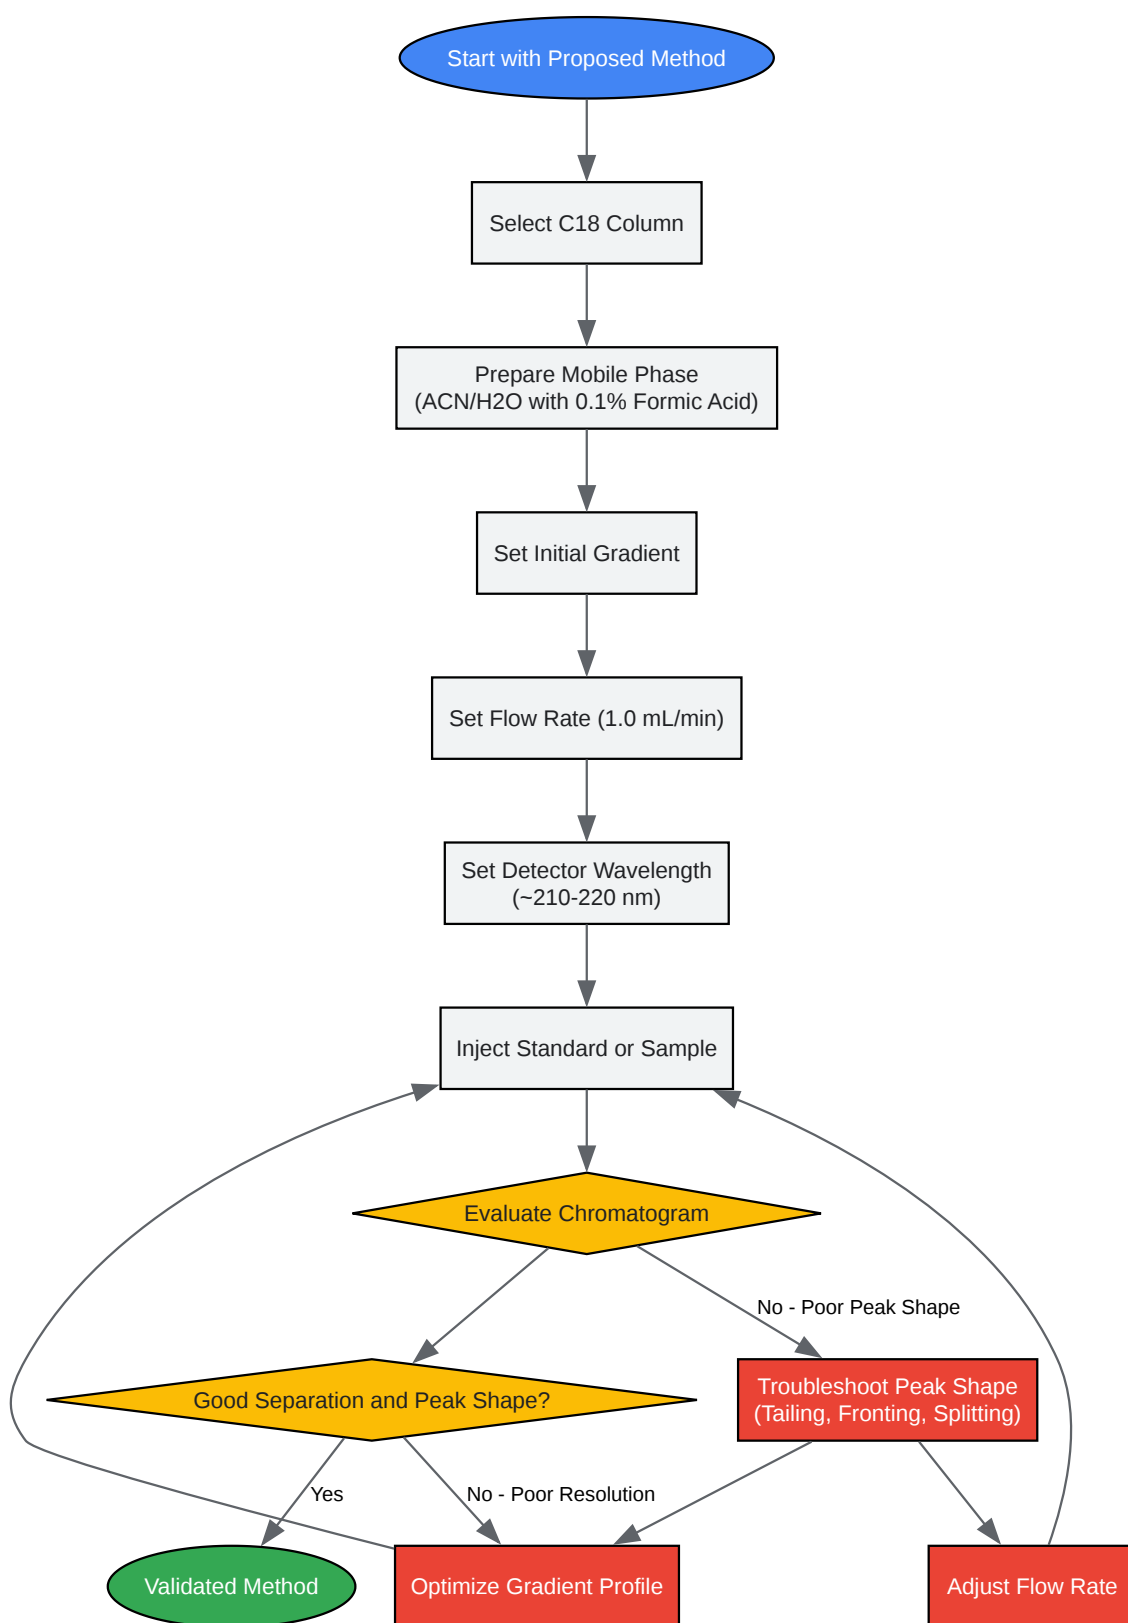 Start with Proposed Method
Select C18 Column
Prepare Mobile Phase
(ACN/H2O with 0.1% Formic Acid)
Set Initial Gradient
Set Flow Rate (1.0 mL/min)
Set Detector Wavelength
(~210-220 nm)
Inject Standard or Sample
Evaluate Chromatogram
No - Poor Peak Shape
Good Separation and Peak Shape?
Troubleshoot Peak Shape
(Tailing, Fronting, Splitting)
Yes
No - Poor Resolution
Validated Method
Optimize Gradient Profile
Adjust Flow Rate